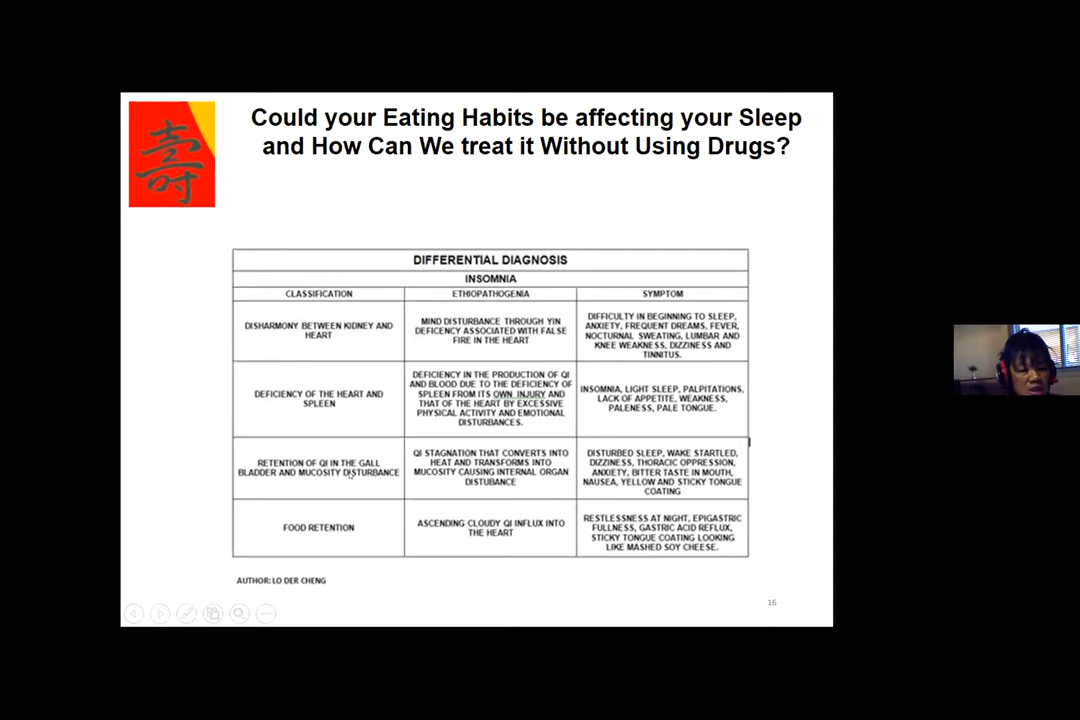 壽
Could your Eating Habits be affecting your Sleep
and How Can We treat it Without Using Drugs?
DIFFERENTIAL DIAGNOSIS
INSOMNIA
CLASSIFICATION
ETHIOPATHOGENIA
SYMPTOM
DISHARMONY BETWEEN KIDNEY AND
HEART
MIND DISTURBANCE THROUGH YIN
DEFICENCY ASSOCIATED WITH FALSE
FIRE IN THE HEART
DIFFICULTY IN BEGINNING TO SLEEP,
ANXIETY, FREQUENT DREAMS, FEVER,
NOCTURNAL SWEATING, LUMBAR AND
KNEE WEAKNESS, DIZZINESS AND
TINNITUS.
DEFICIENCY OF THE HEART AND
SPLEEN
DEFICIENCY IN THE PRODUCTION OF QI
AND BLOOD DUE TO THE DEFICIENCY OF
SPLEEN FROM ITS OWN INJURY AND
THAT OF THE HEART BY EXCESSIVE
PHYSICAL ACTIVITY AND EMOTIONAL
DISTURBANCES.
INSOMNIA, LIGHT SLEEP, PALPITATIONS,
LACK OF APPETITE, WEAKNESS,
PALENESS, PALE TONGUE.
RETENTION OF QI IN THE GALL
BLADDER AND MUCOSITY DISTURBANCE
QI STAGNATION THAT CONVERTS INTO
HEAT AND TRANSFORMS INTO
MUCOSITY CAUSING INTERNAL ORGAN
DISTUBANCE
DISTURBED SLEEP, WAKE STARTLED,
DIZZINESS, THORACIC OPPRESSION,
ANXIETY, BITTER TASTE IN MOUTH,
NAUSEA, YELLOW AND STICKY TONGUE
COATING
FOOD RETENTION
ASCENDING CLOUDY QI INFLUX INTO
THE HEART
RESTLESSNESS AT NIGHT, EPIGASTRIC
FULLNESS, GASTRIC ACID REFLUX,
STICKY TONGUE COATING LOOKING
LIKE MASHED SOY CHEESE.
AUTHOR: LO DER CHENG
16